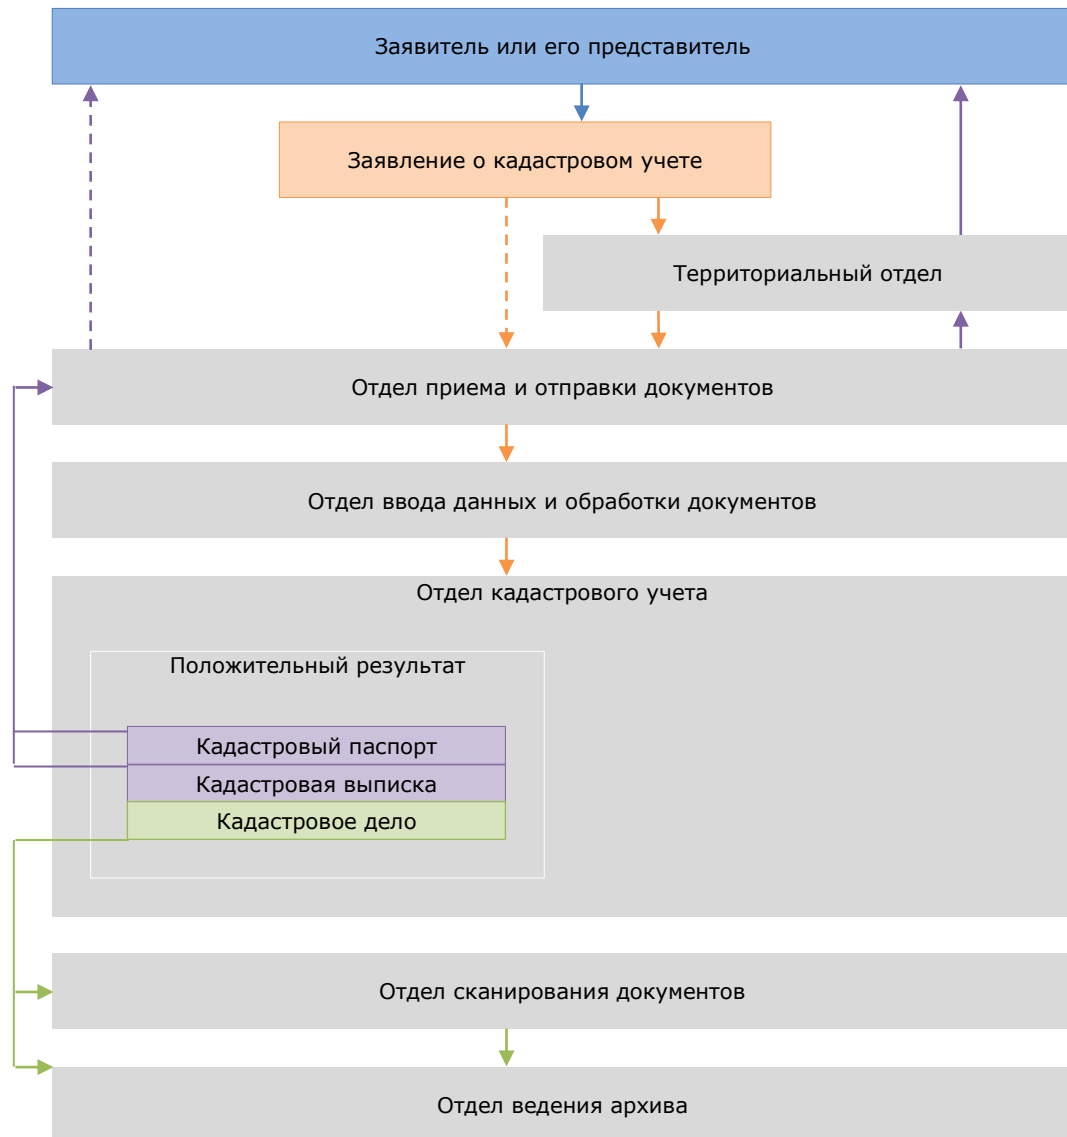 Заявитель или его представитель
Заявление о кадастровом учете
Территориальный отдел
Отдел приема и отправки документов
Отдел ввода данных и обработки документов
Отдел кадастрового учета
Положительный результат
Кадастровый паспорт
Кадастровая выписка
Кадастровое дело
Отдел сканирования документов
Отдел ведения архива